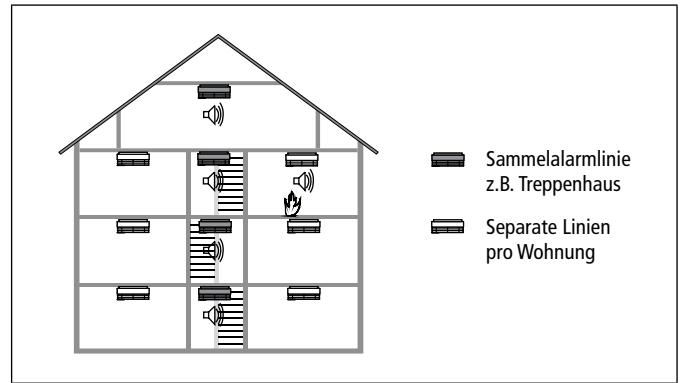 Sammelalarmlinie
z.B. Treppenhaus
Separate Linien
pro Wohnung